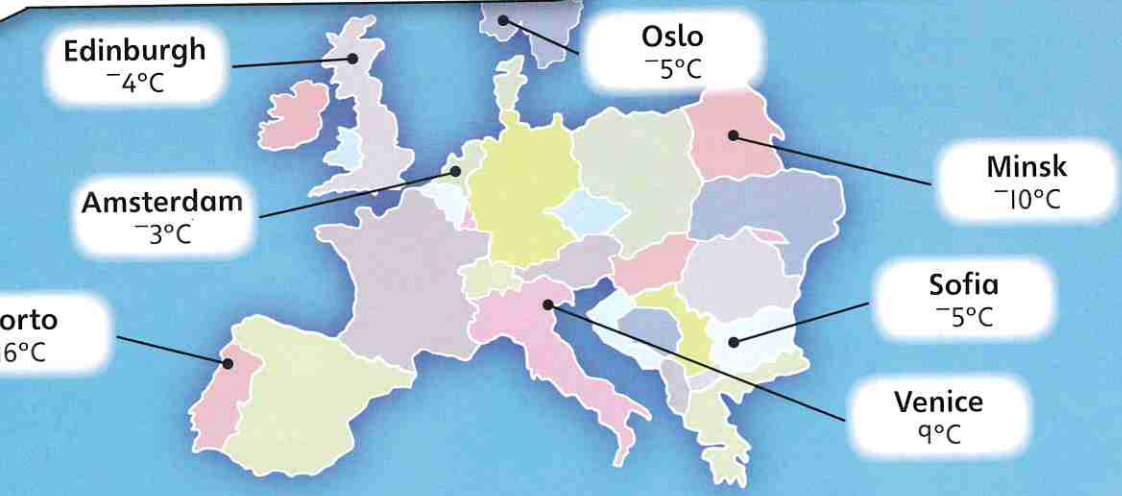 Edinburgh
⁻4°C
Oslo
⁻5°C
Minsk
⁻10°C
Amsterdam
⁻3°C
Sofia
⁻5°C
orto
6°C
Venice
9°C